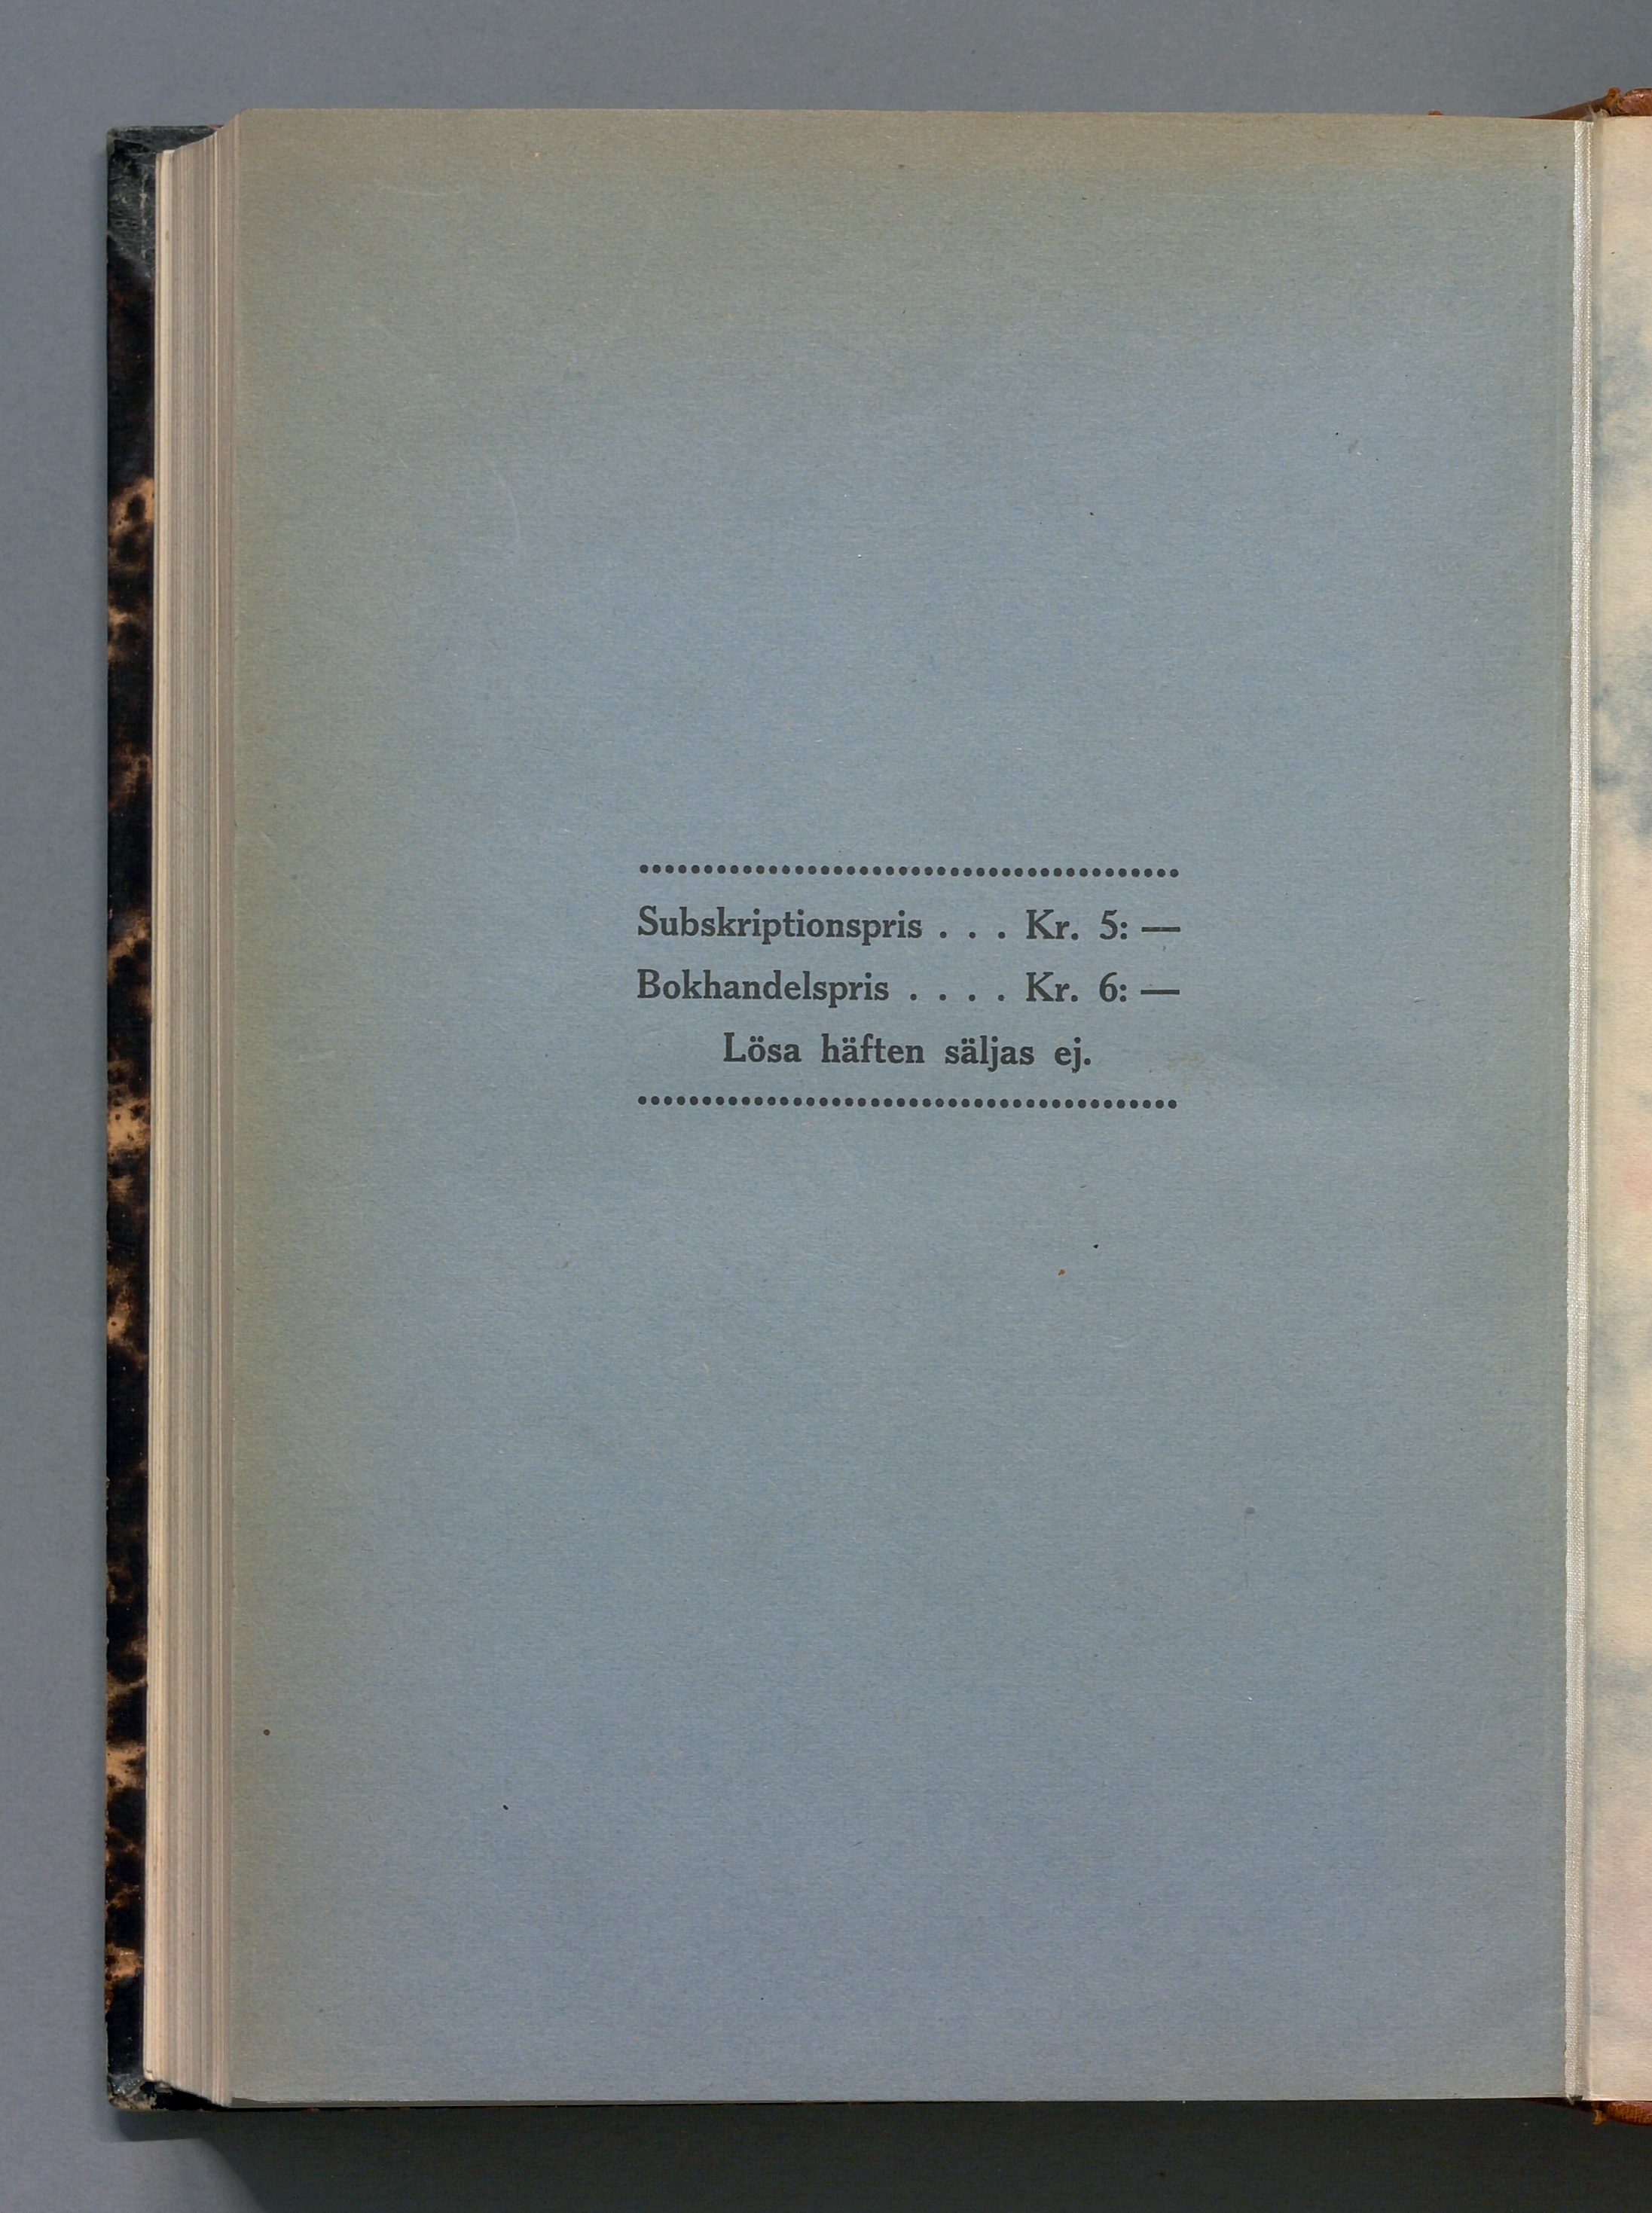 Subskriptionspris . . . Kr. 5: —
Bokhandelspris . . . . Kr. 6: —
Lösa häften säljas ej.